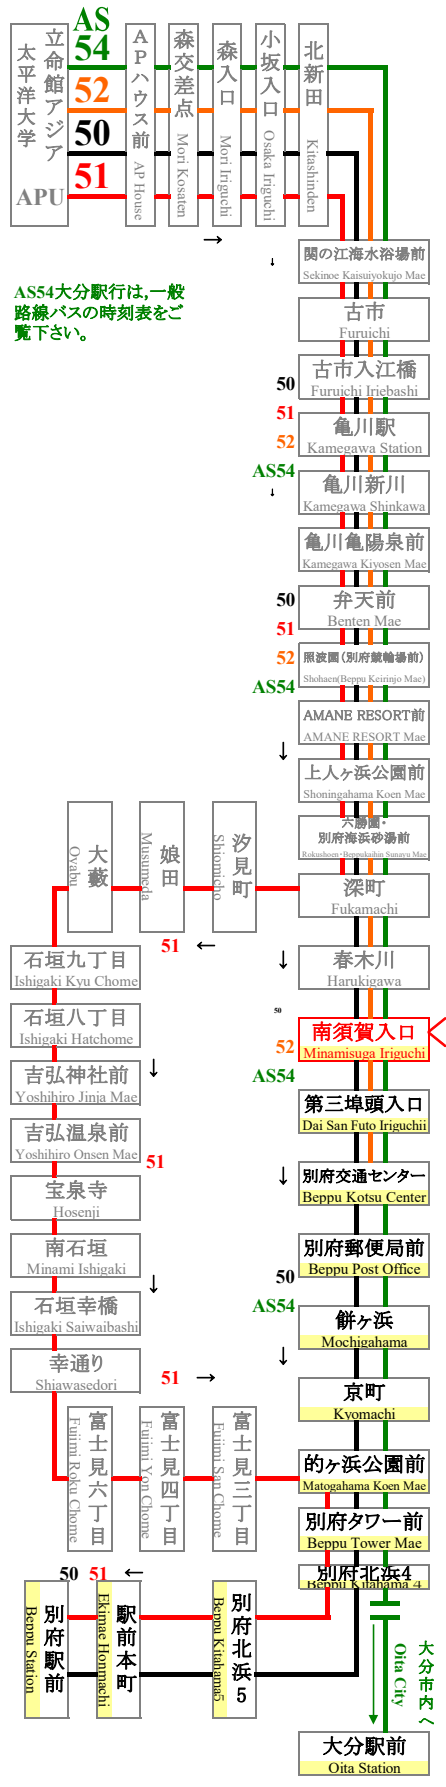 AS
54
52
50
51
立命館アジア
太平洋大学
APU
APハウス前
AP House
森交差点
Mori Kosaten
森入口
Mori Iriguchi
小坂入口
Osaka Iriguchi
北新田
Kitashinden
→
↓
関の江海水浴場前
Sekinoe Kaisuiyokujo Mae
AS54大分駅行は,一般
路線バスの時刻表をご
覧下さい。
古市
Furuichi
古市入江橋
Furuichi Iriebashi
50
51
52
AS54
亀川駅
Kamegawa Station
↓
亀川新川
Kamegawa Shinkawa
亀川亀陽泉前
Kamegawa Kiyosen Mae
弁天前
Benten Mae
50
51
52
AS54
照波園(別府競輪場前)
Shohaen(Beppu Keirinjo Mae)
AMANE RESORT前
AMANE RESORT Mae
↓
上人ヶ浜公園前
Shoningahama Koen Mae
六勝園・
別府海浜砂湯前
Rokushoen・Beppukaihin Sunayu Mae
深町
Fukamachi
汐見町
Shiomicho
娘田
Musumeda
大藪
Oyabu
51 ←
↓
春木川
Harukigawa
石垣九丁目
Ishigaki Kyu Chome
石垣八丁目
Ishigaki Hatchome
50
52
AS54
南須賀入口
Minamisuga Iriguchi
吉弘神社前
Yoshihiro Jinja Mae
↓
第三埠頭入口
Dai San Futo Iriguchii
吉弘温泉前
Yoshihiro Onsen Mae
51
↓
別府交通センター
Beppu Kotsu Center
宝泉寺
Hosenji
南石垣
Minami Ishigaki
別府郵便局前
Beppu Post Office
50
AS54
↓
石垣幸橋
Ishigaki Saiwaibashi
餅ヶ浜
Mochigahama
↓
幸通り
Shiawasedori
51 →
京町
Kyomachi
富士見六丁目
Fujimi Roku Chome
富士見四丁目
Fujimi Yon Chome
富士見三丁目
Fujimi San Chome
的ヶ浜公園前
Matogahama Koen Mae
別府タワー前
Beppu Tower Mae
別府北浜4
Beppu Kitahama 4
50 51 ←
別府北浜5
Beppu Kitahama5
駅前本町
Ekimae Honmachi
別府駅前
Beppu Station
大分市内へ
Oita City
大分駅前
Oita Station